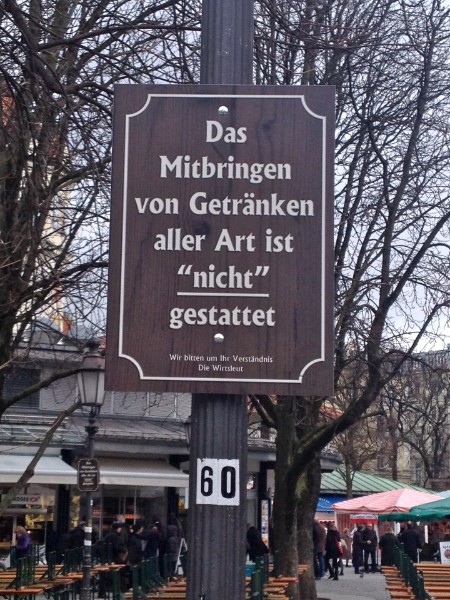 Das
Mitbringen
von Getränken
aller Art ist
“nicht”
gestattet
Wir bitten um Ihr Verständnis
Die Wirtsleut
60